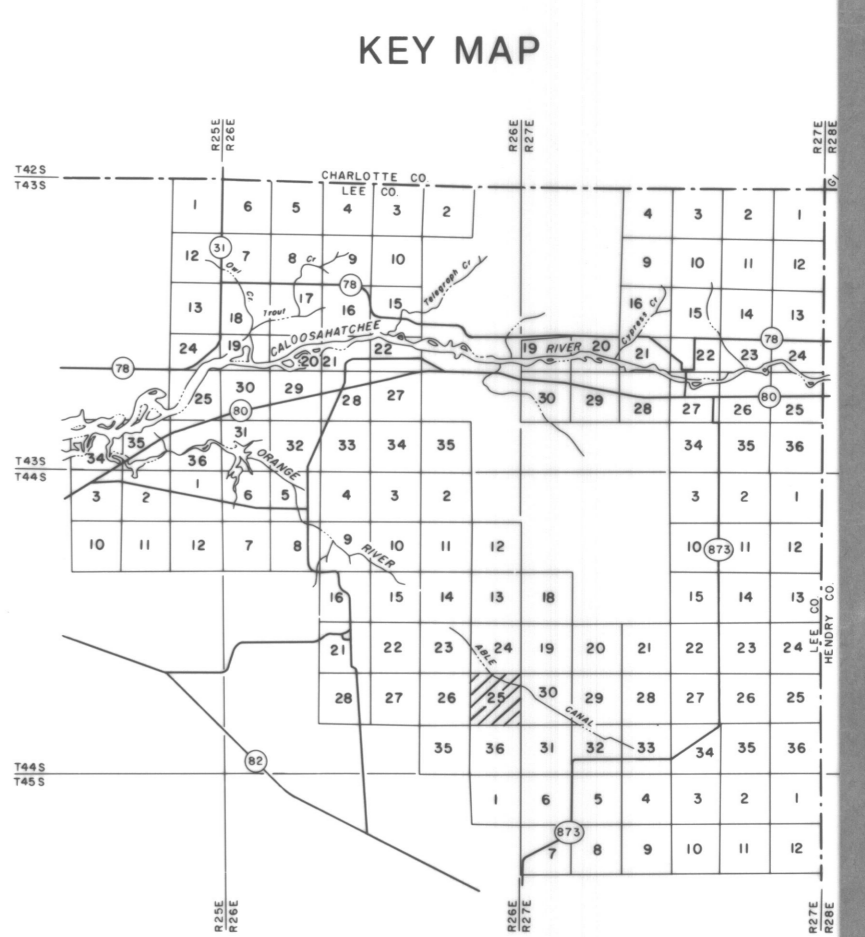 KEY MAP
R25E R26E
R26E R27E
R27E R28E
T42S
T43S
CHARLOTTE CO.
LEE CO.
1 6 5 4 3 2 4 3 2 1
31
12 7 8 Cr 9 10 9 10 11 12
Owl Cr
78
Telegraph Cr
13 18 17 16 15 16 15 14 13
Trout
Cypress Cr
CALOOSAHATCHEE RIVER
24 19 20 21 22 19 20 21 22 23 24
78
78
25 30 29 28 27 30 29 28 27 26 25
80
80
34 35 36 31 32 33 34 35 34 35 36
ORANGE RIVER
T43S
T44S
3 2 1 6 5 4 3 2 3 2 1
10 11 12 7 8 9 10 11 12 10 873 11 12
16 15 14 13 18 15 14 13
LEE CO.
HENDRY CO.
21 22 23 24 19 20 21 22 23 24
ABLE CANAL
28 27 26 25 30 29 28 27 26 25
35 36 31 32 33 34 35 36
82
T44S
T45S
1 6 5 4 3 2 1
873
7 8 9 10 11 12
R25E R26E
R26E R27E
R27E R28E